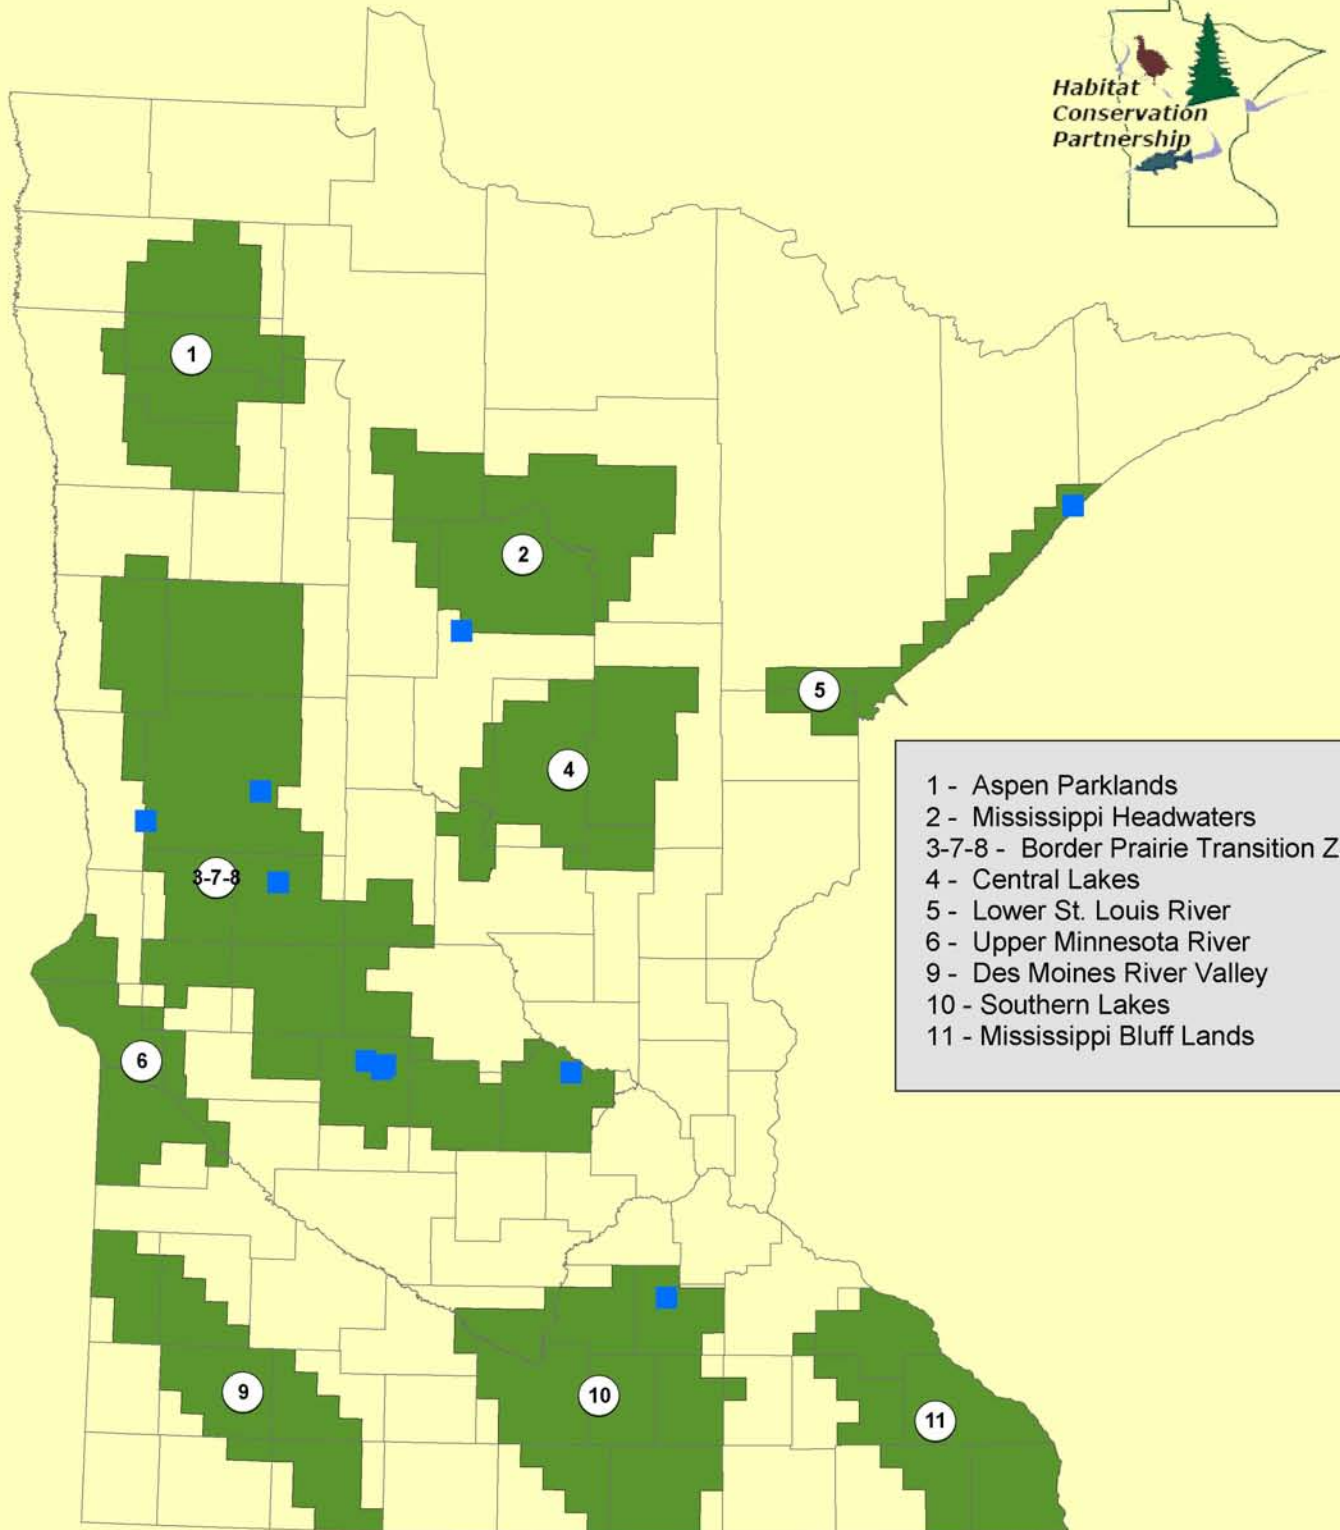 Habitat
Conservation
Partnership
1
2
5
4
3-7-8
6
9
10
11
1 - Aspen Parklands
2 - Mississippi Headwaters
3-7-8 - Border Prairie Transition Z
4 - Central Lakes
5 - Lower St. Louis River
6 - Upper Minnesota River
9 - Des Moines River Valley
10 - Southern Lakes
11 - Mississippi Bluff Lands